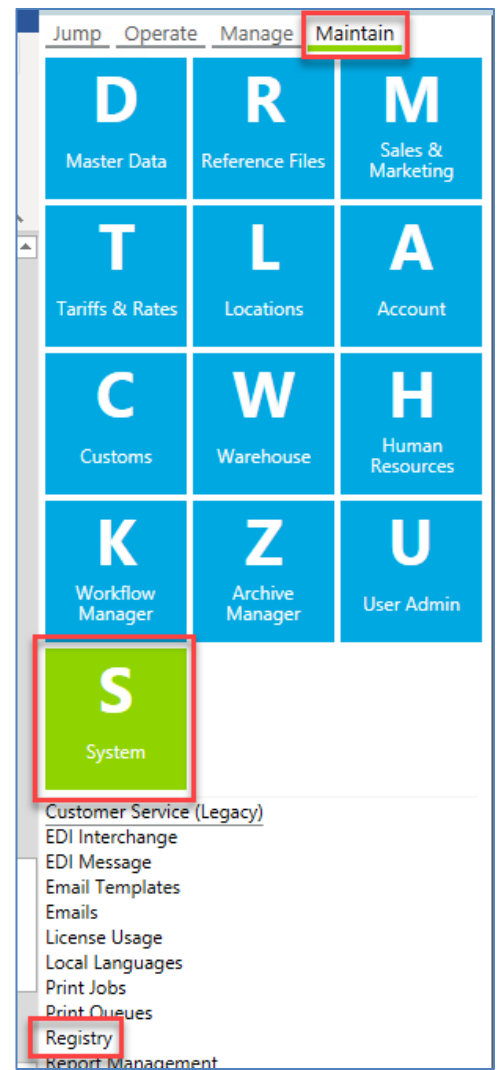 Jump Operate Manage Maintain
D
Master Data
R
Reference Files
M
Sales &
Marketing
T
Tariffs & Rates
L
Locations
A
Account
C
Customs
W
Warehouse
H
Human
Resources
K
Workflow
Manager
Z
Archive
Manager
U
User Admin
S
System
Customer Service (Legacy)
EDI Interchange
EDI Message
Email Templates
Emails
License Usage
Local Languages
Print Jobs
Print Queues
Registry
Report Management